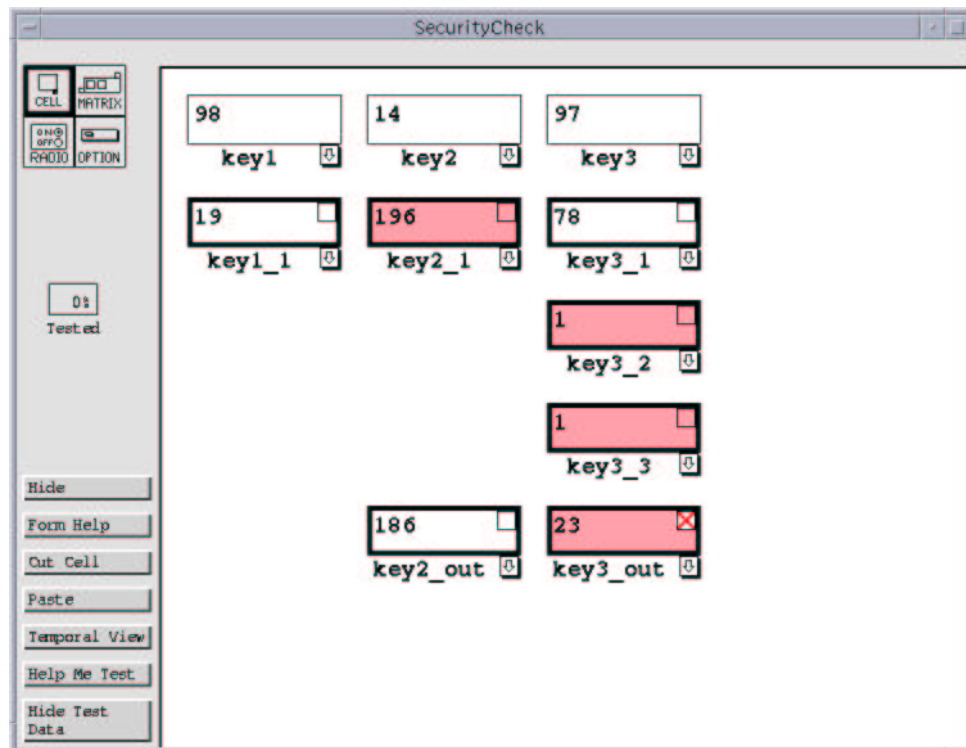 SecurityCheck
CELL MATRIX
ON
OFF
RADIO OPTION
98 14 97
key1 key2 key3
19 196 78
key1_1 key2_1 key3_1
0%
Tested
1
key3_2
1
key3_3
186 23
key2_out key3_out
Hide
Form Help
Cut Cell
Paste
Temporal View
Help Me Test
Hide Test
Data